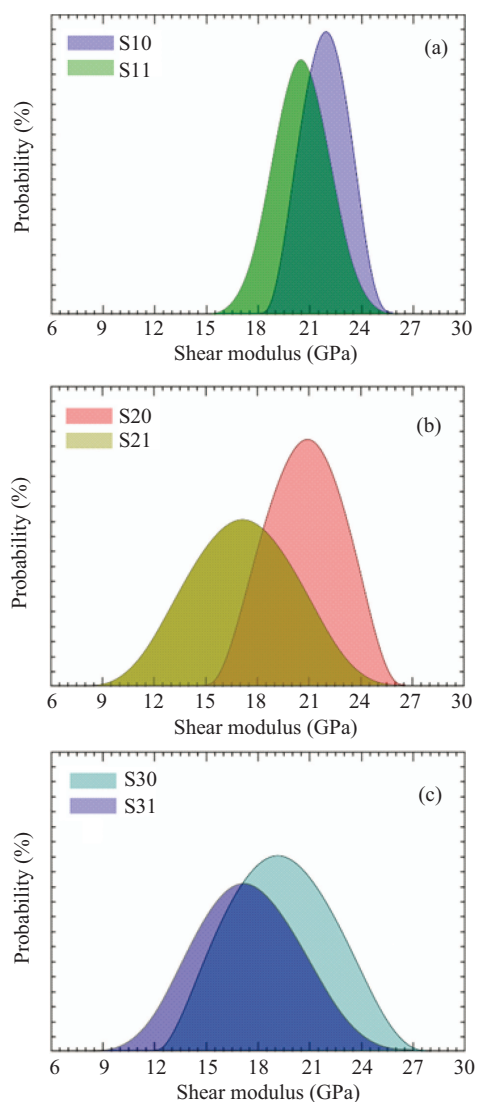 (a)
S10
S11
Probability (%)
6 9 12 15 18 21 24 27 30
Shear modulus (GPa)
(b)
S20
S21
Probability (%)
6 9 12 15 18 21 24 27 30
Shear modulus (GPa)
(c)
S30
S31
Probability (%)
6 9 12 15 18 21 24 27 30
Shear modulus (GPa)